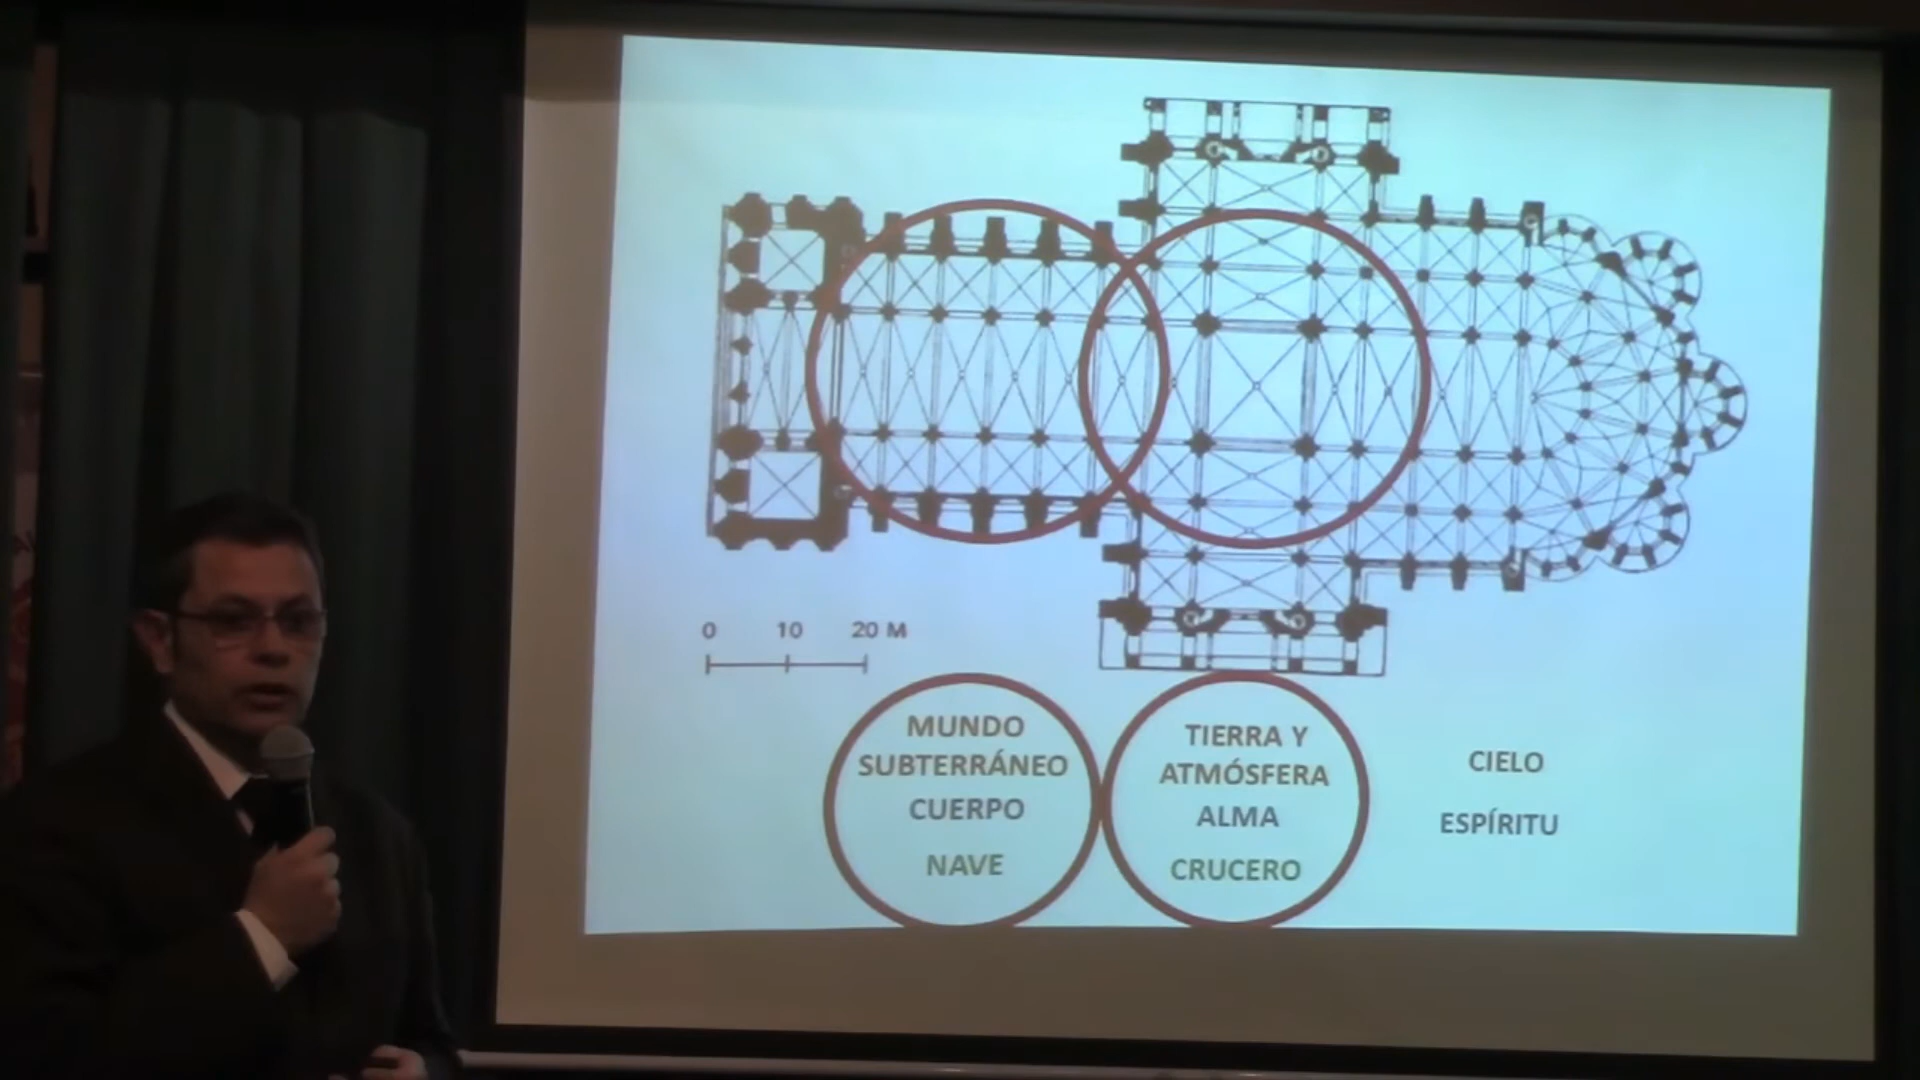 0 10 20 M
MUNDO
SUBTERRÁNEO
CUERPO
NAVE
TIERRA Y
ATMÓSFERA
ALMA
CRUCERO
CIELO
ESPÍRITU